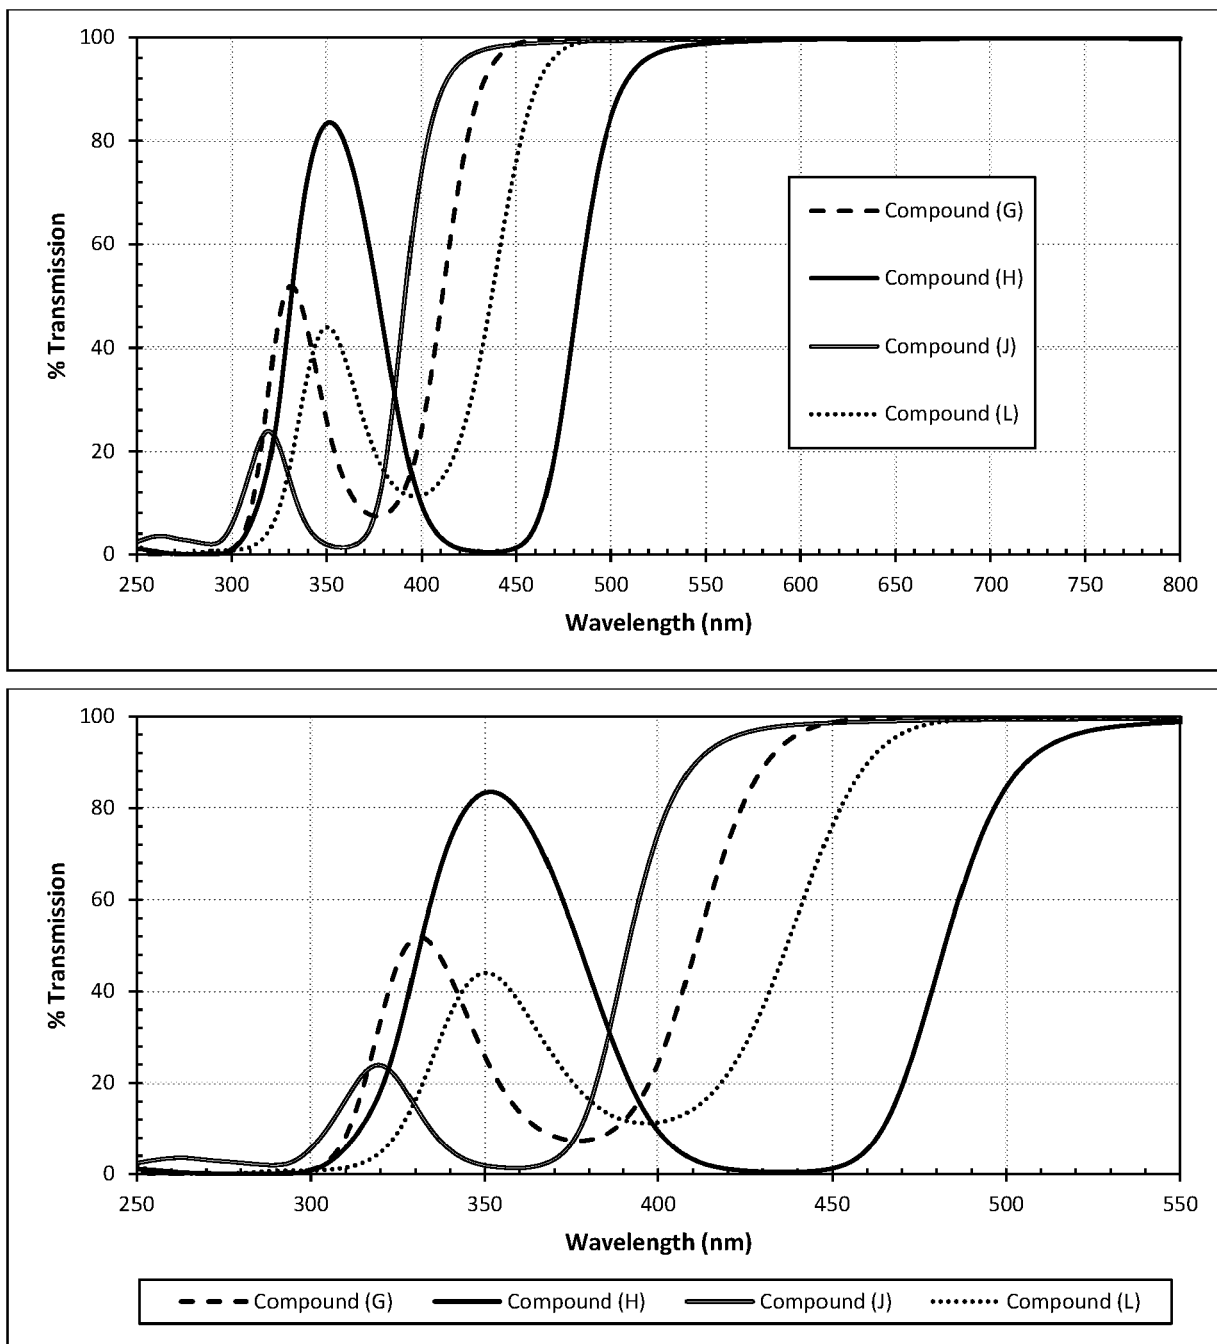 100
80
60
40
20
0
% Transmission
250 300 350 400 450 500 550 600 650 700 750 800
Wavelength (nm)
Compound (G)
Compound (H)
Compound (J)
Compound (L)
100
80
60
40
20
0
% Transmission
250 300 350 400 450 500 550
Wavelength (nm)
Compound (G) Compound (H) Compound (J) Compound (L)